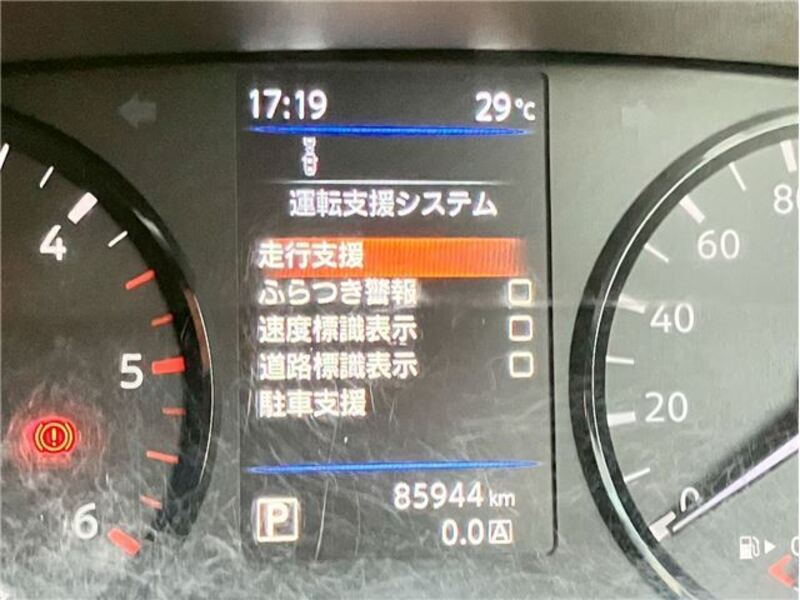 17:19 29°C
運転支援システム
走行支援
ふらつき警報
速度標識表示
道路標識表示
駐車支援
P
85944 km
0.0 A
4
5
6
80
60
40
20
0